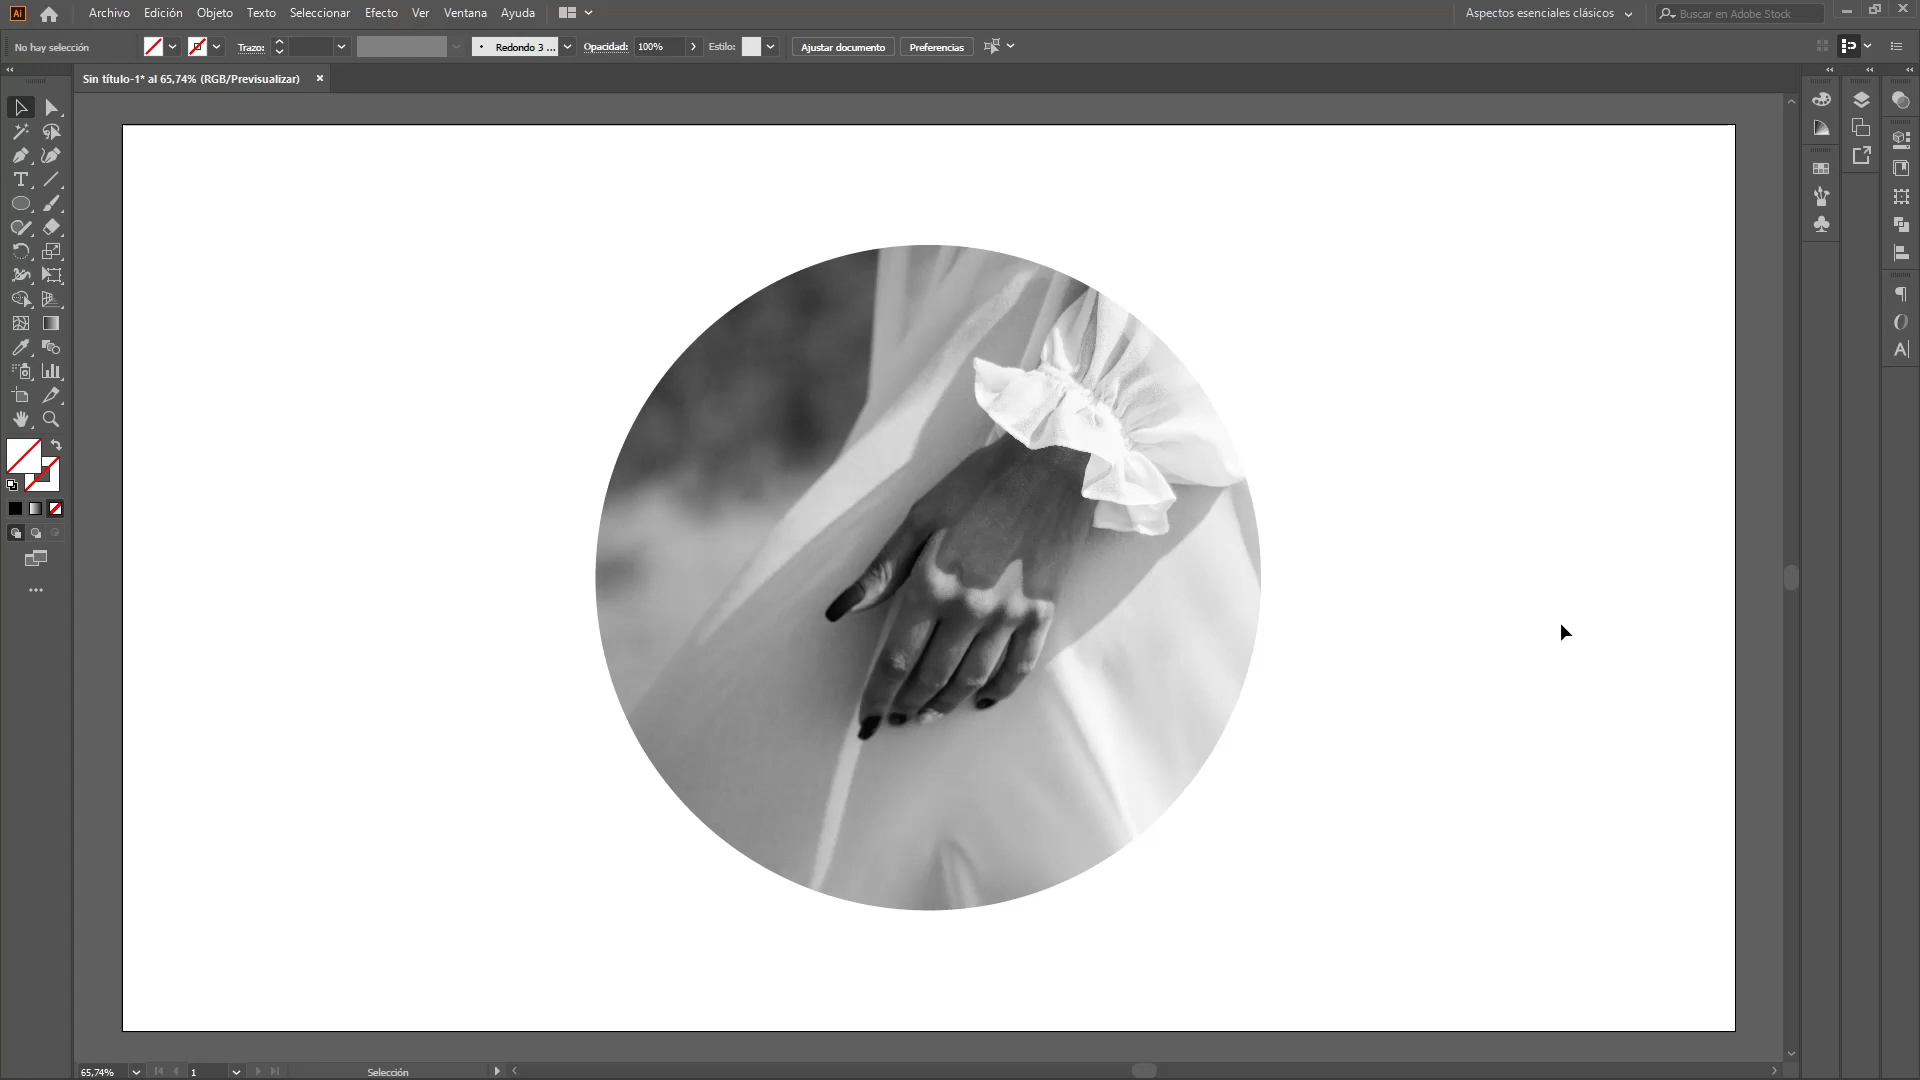 Ai Archivo Edición Objeto Texto Seleccionar Efecto Ver Ventana Ayuda Aspectos esenciales clásicos Buscar en Adobe Stock
No hay selección Trazo: Redondo 3 ... Opacidad: 100% Estilo: Ajustar documento Preferencias
Sin título-1* al 65,74% (RGB/Previsualizar)
65,74% 1 Selección